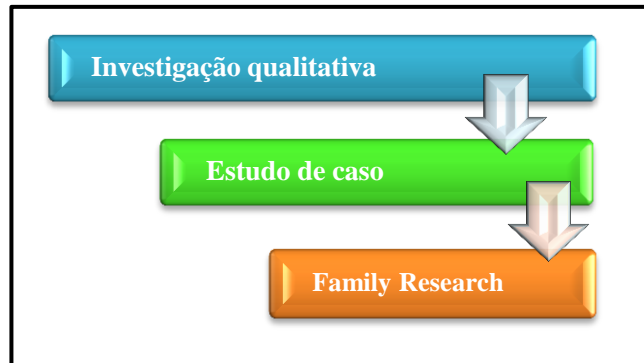 Investigação qualitativa
Estudo de caso
Family Research